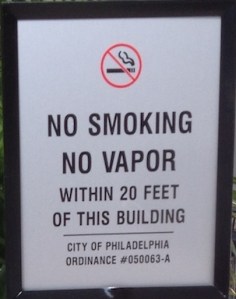 NO SMOKING
NO VAPOR
WITHIN 20 FEET
OF THIS BUILDING
CITY OF PHILADELPHIA
ORDINANCE #050063-A